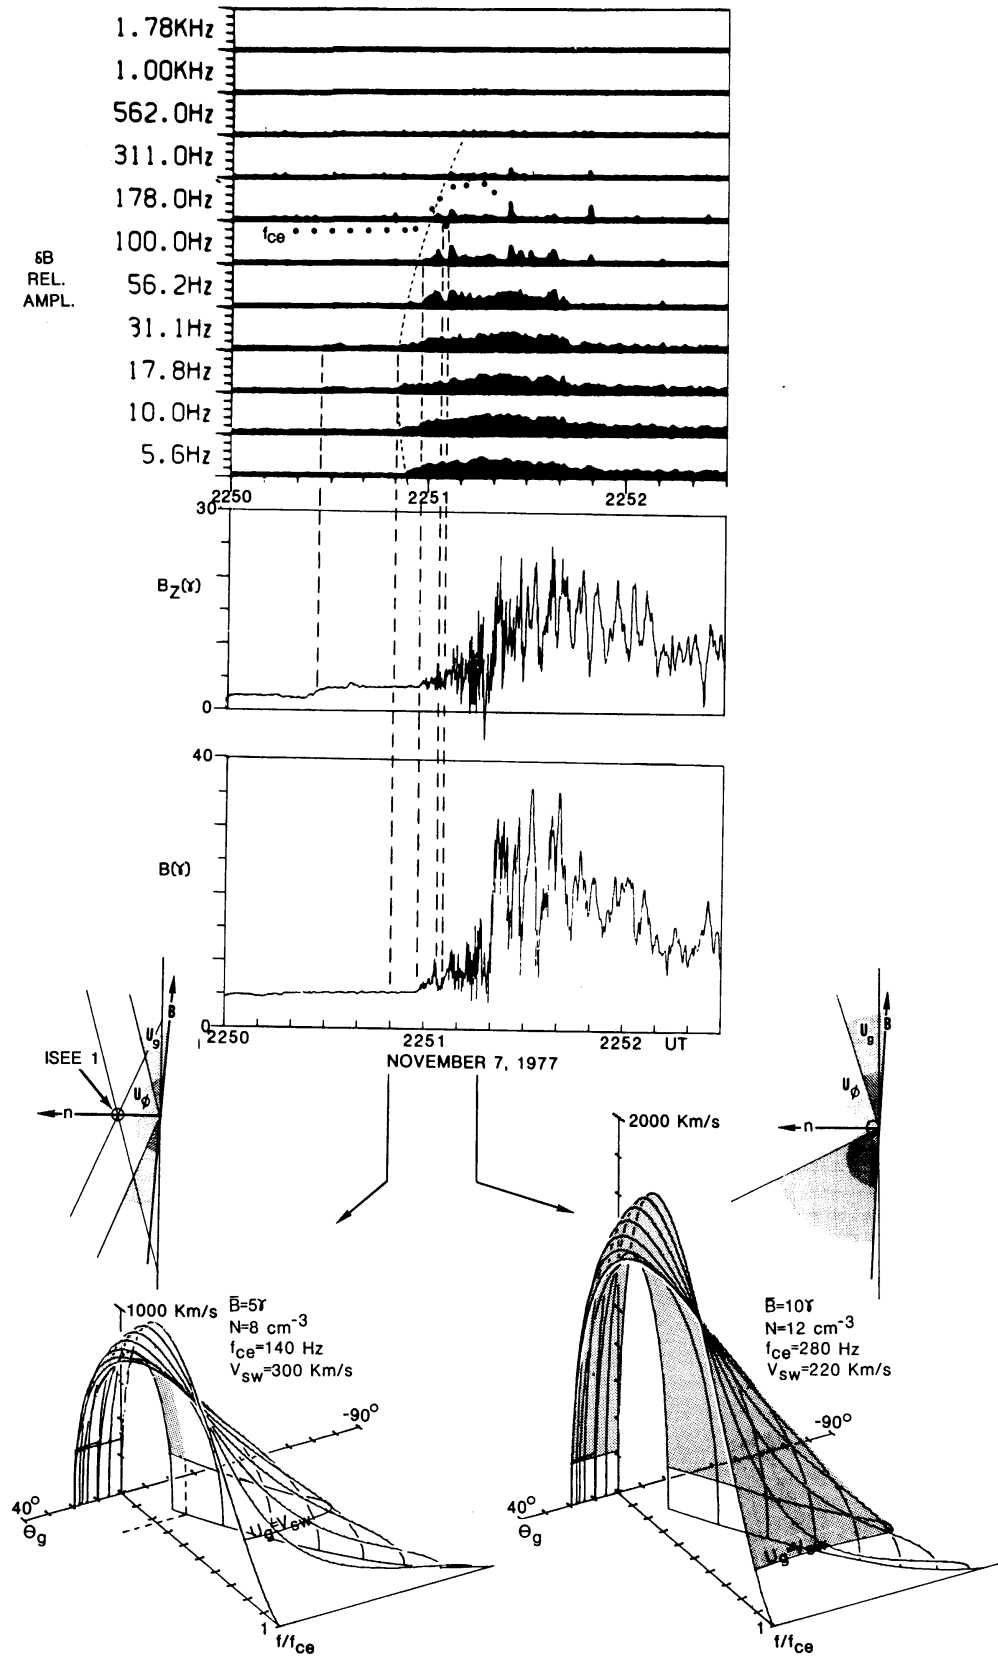 1.78KHz
1.00KHz
562.0Hz
311.0Hz
178.0Hz
fce
100.0Hz
δB
REL.
AMPL.
56.2Hz
31.1Hz
17.8Hz
10.0Hz
5.6Hz
2250 2251 2252
30
BZ(γ)
0
40
B(γ)
0
2250 2251 2252 UT
NOVEMBER 7, 1977
ISEE 1
Ug
B
Uϕ
n
Ug
B
Uϕ
n
1000 Km/s
B̄=5γ
N=8 cm-3
fce=140 Hz
VSW=300 Km/s
-90°
40°
θg
Ug=VSW
1
f/fce
2000 Km/s
B̄=10γ
N=12 cm-3
fce=280 Hz
VSW=220 Km/s
-90°
40°
θg
1
f/fce